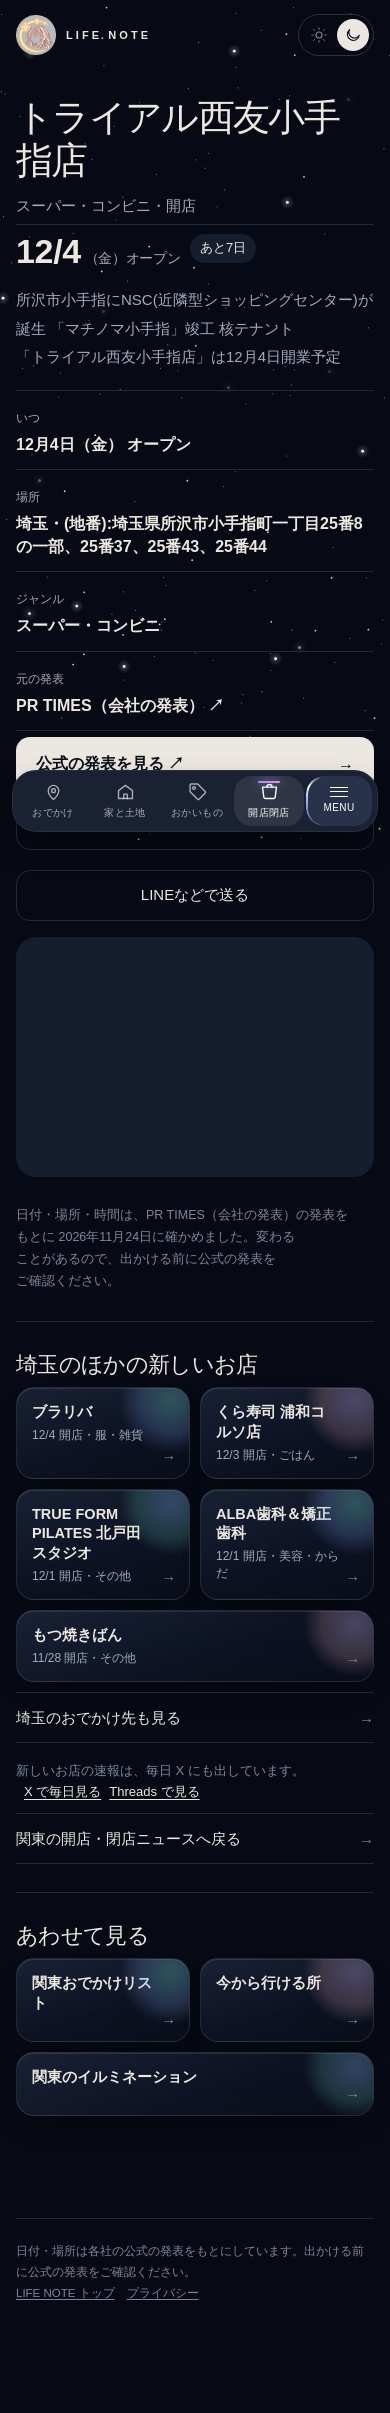 LIFE.NOTE
トライアル西友小手
指店
スーパー・コンビニ・開店
12/4 （金）オープン あと7日
所沢市小手指にNSC(近隣型ショッピングセンター)が
誕生 「マチノマ小手指」竣工 核テナント
「トライアル西友小手指店」は12月4日開業予定
いつ
12月4日（金） オープン
場所
埼玉・(地番):埼玉県所沢市小手指町一丁目25番8
の一部、25番37、25番43、25番44
ジャンル
スーパー・コンビニ
元の発表
PR TIMES（会社の発表） ↗
公式の発表を見る ↗ →
おでかけ 家と土地 おかいもの 開店閉店 MENU
LINEなどで送る
日付・場所・時間は、PR TIMES（会社の発表）の発表を
もとに 2026年11月24日に確かめました。変わる
ことがあるので、出かける前に公式の発表を
ご確認ください。
埼玉のほかの新しいお店
ブラリバ
12/4 開店・服・雑貨
→
くら寿司 浦和コ
ルソ店
12/3 開店・ごはん
→
TRUE FORM
PILATES 北戸田
スタジオ
12/1 開店・その他
→
ALBA歯科＆矯正
歯科
12/1 開店・美容・から
だ
→
もつ焼きばん
11/28 開店・その他
→
埼玉のおでかけ先も見る →
新しいお店の速報は、毎日 X にも出しています。
X で毎日見る Threads で見る
関東の開店・閉店ニュースへ戻る →
あわせて見る
関東おでかけリス
ト
→
今から行ける所
→
関東のイルミネーション
→
日付・場所は各社の公式の発表をもとにしています。出かける前
に公式の発表をご確認ください。
LIFE NOTE トップ プライバシー